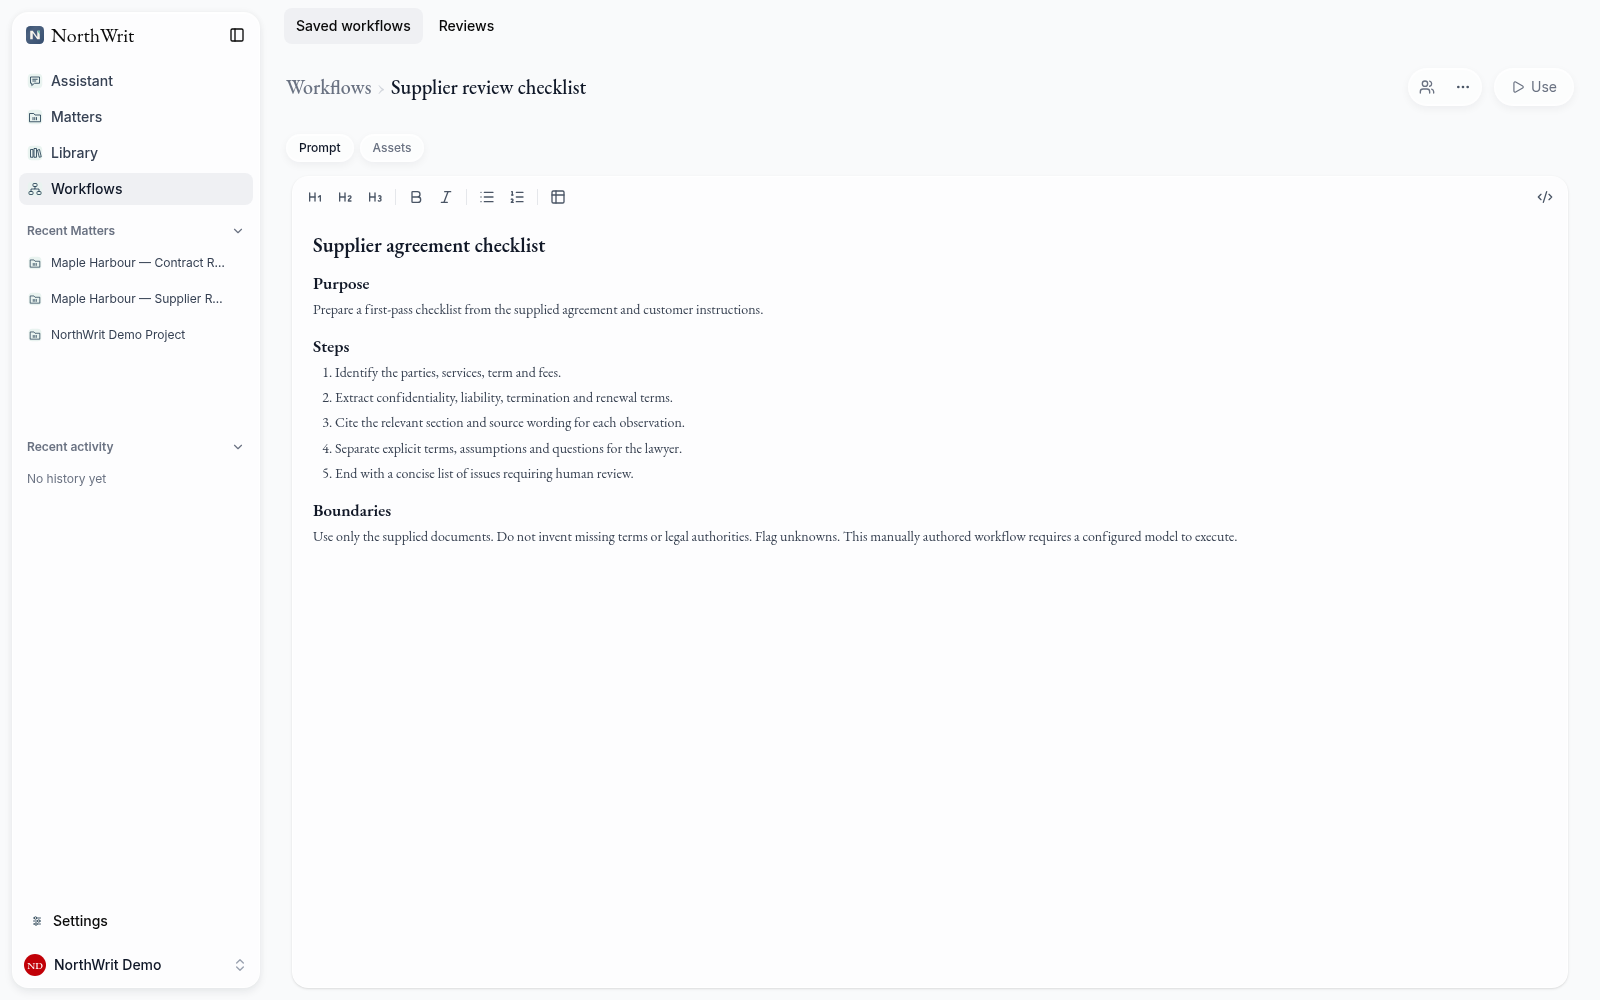 NorthWrit
Assistant
Matters
Library
Workflows
Recent Matters
Maple Harbour — Contract R...
Maple Harbour — Supplier R...
NorthWrit Demo Project
Recent activity
No history yet
Settings
ND
NorthWrit Demo
Saved workflows
Reviews
Workflows › Supplier review checklist
Use
Prompt
Assets
H1 H2 H3 B I
Supplier agreement checklist
Purpose
Prepare a first-pass checklist from the supplied agreement and customer instructions.
Steps
1. Identify the parties, services, term and fees.
2. Extract confidentiality, liability, termination and renewal terms.
3. Cite the relevant section and source wording for each observation.
4. Separate explicit terms, assumptions and questions for the lawyer.
5. End with a concise list of issues requiring human review.
Boundaries
Use only the supplied documents. Do not invent missing terms or legal authorities. Flag unknowns. This manually authored workflow requires a configured model to execute.